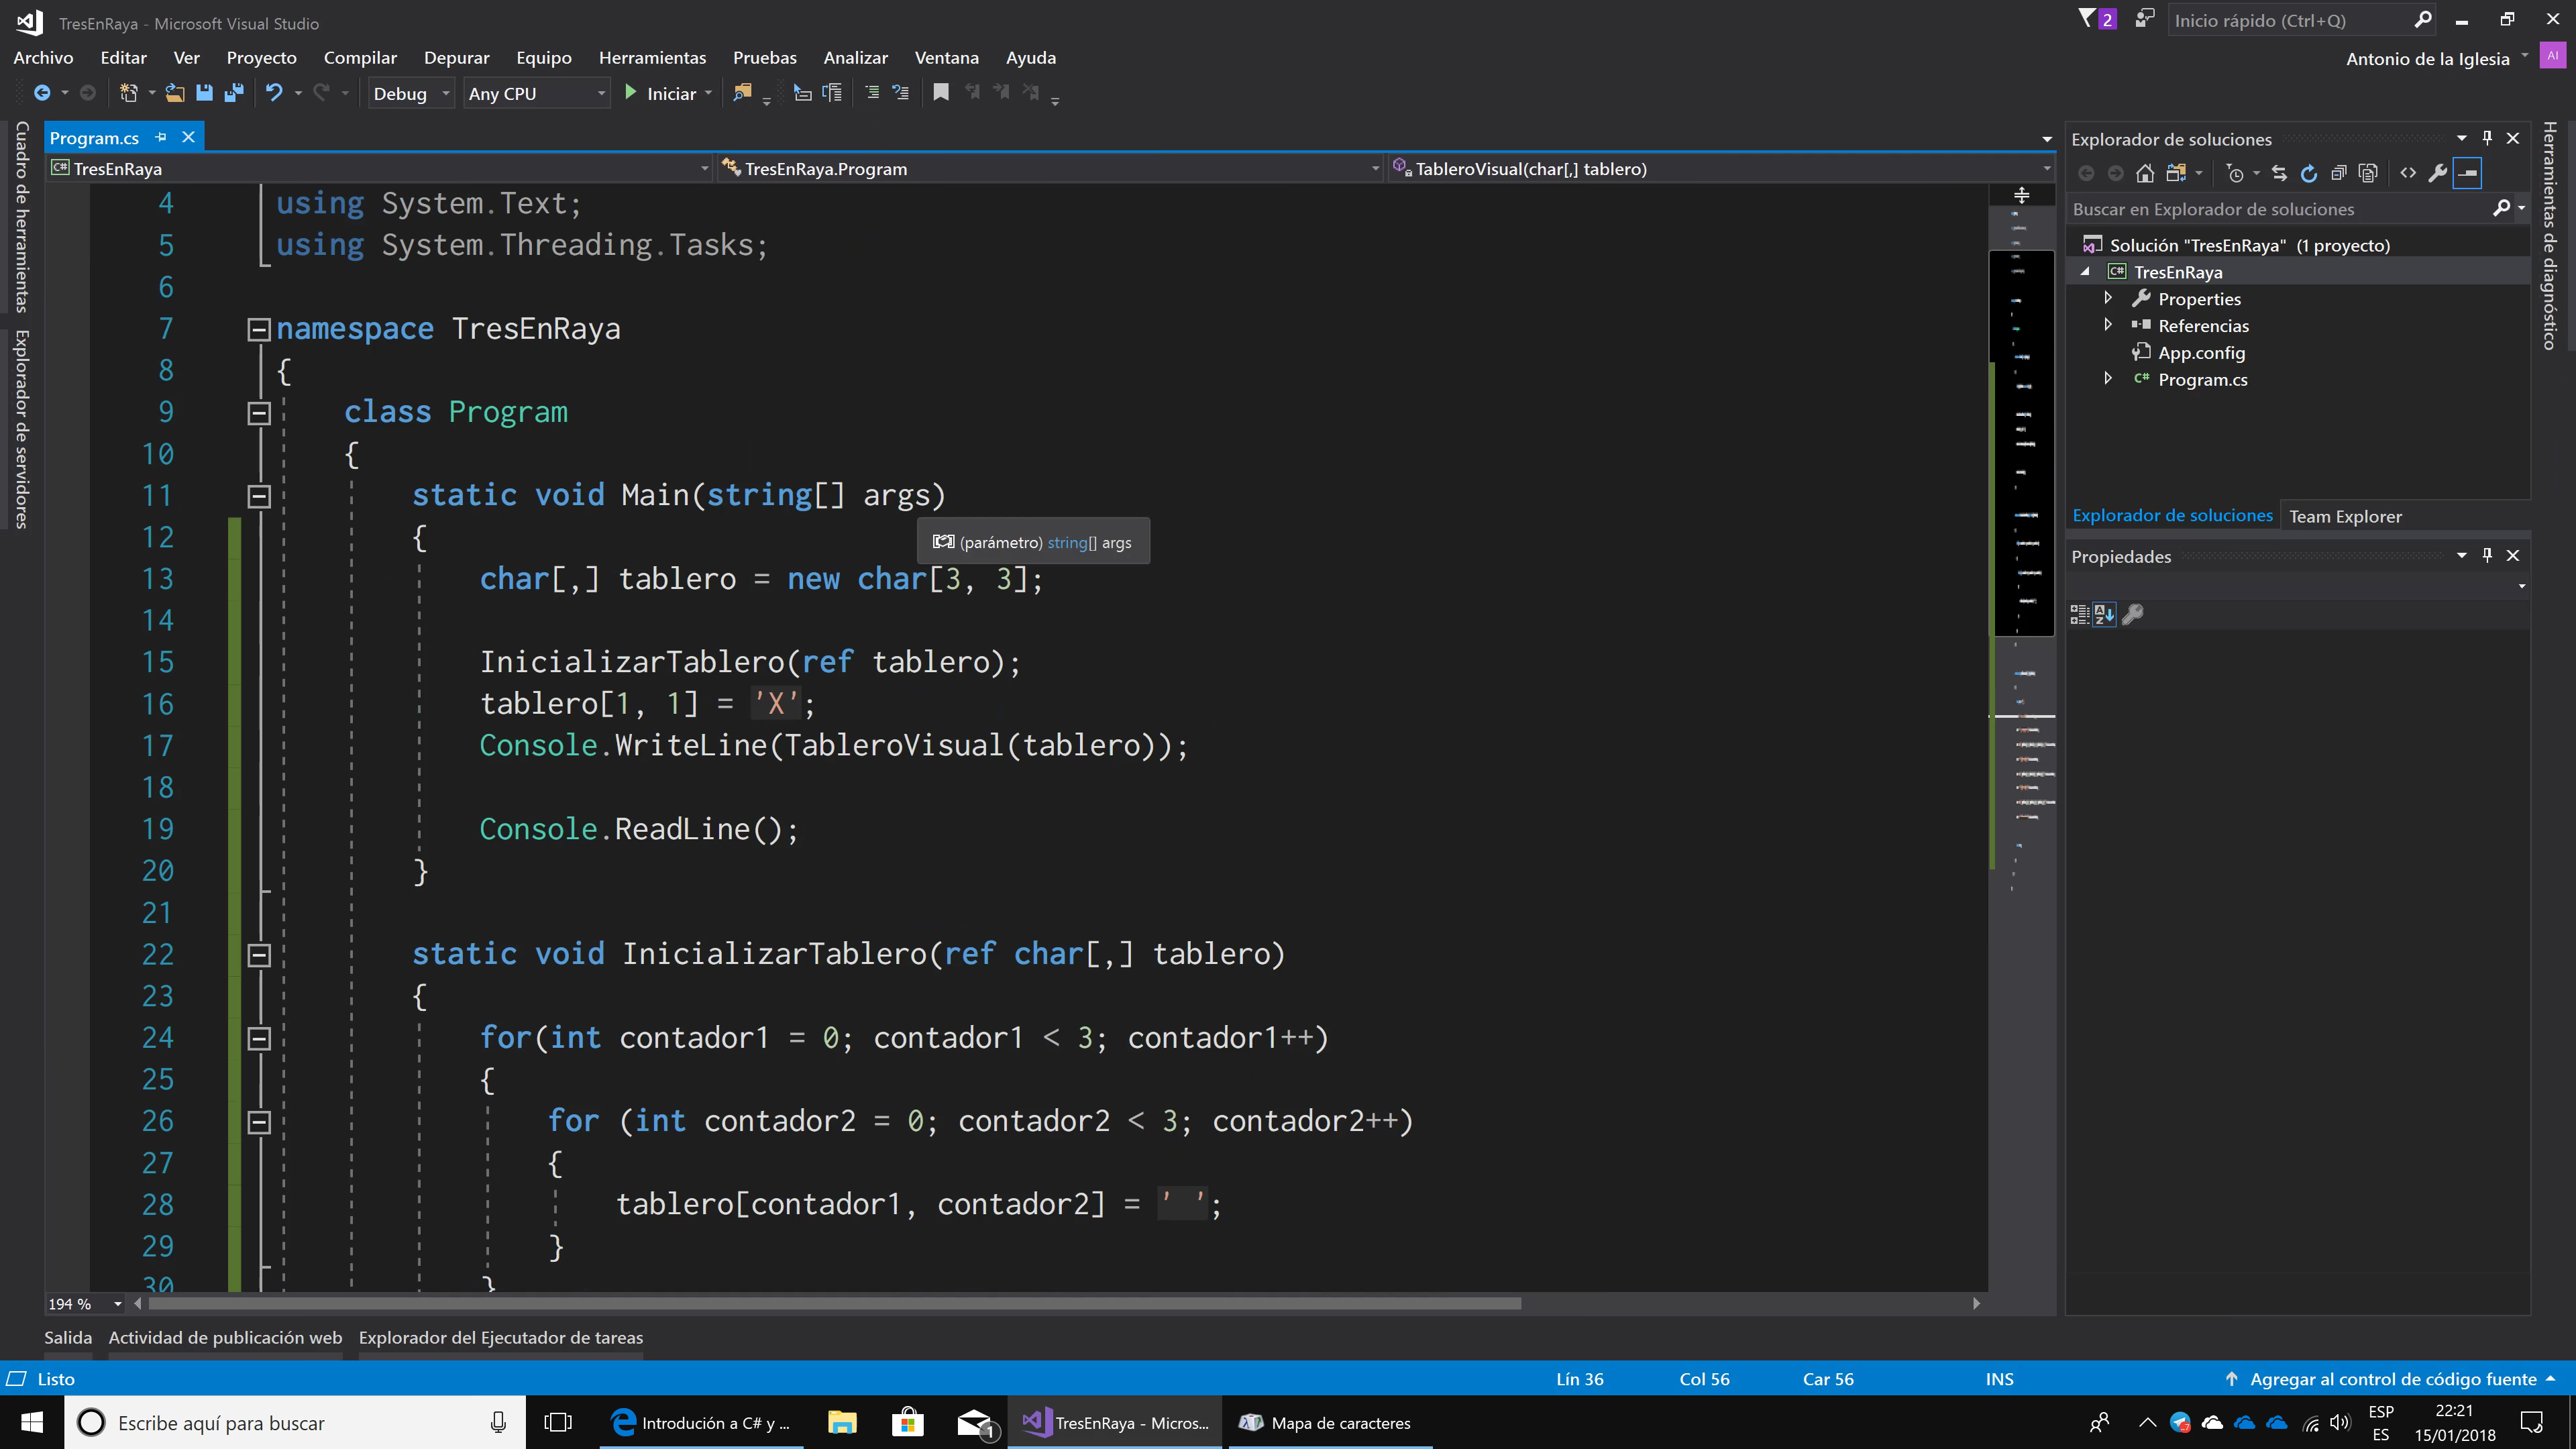 TresEnRaya - Microsoft Visual Studio
2
Inicio rápido (Ctrl+Q)
Archivo Editar Ver Proyecto Compilar Depurar Equipo Herramientas Pruebas Analizar Ventana Ayuda
Antonio de la Iglesia AI
Debug Any CPU Iniciar
Cuadro de herramientas
Explorador de servidores
Program.cs
TresEnRaya TresEnRaya.Program TableroVisual(char[,] tablero)
4 using System.Text;
5 using System.Threading.Tasks;
6
7 namespace TresEnRaya
8 {
9 class Program
10 {
11 static void Main(string[] args)
12 {
(parámetro) string[] args
13 char[,] tablero = new char[3, 3];
14
15 InicializarTablero(ref tablero);
16 tablero[1, 1] = 'X';
17 Console.WriteLine(TableroVisual(tablero));
18
19 Console.ReadLine();
20 }
21
22 static void InicializarTablero(ref char[,] tablero)
23 {
24 for(int contador1 = 0; contador1 < 3; contador1++)
25 {
26 for (int contador2 = 0; contador2 < 3; contador2++)
27 {
28 tablero[contador1, contador2] = ' ';
29 }
30 }
194 %
Explorador de soluciones
Buscar en Explorador de soluciones
Solución "TresEnRaya" (1 proyecto)
C# TresEnRaya
Properties
Referencias
App.config
C# Program.cs
Explorador de soluciones Team Explorer
Propiedades
Herramientas de diagnóstico
Salida Actividad de publicación web Explorador del Ejecutador de tareas
Listo Lín 36 Col 56 Car 56 INS Agregar al control de código fuente
Escribe aquí para buscar
Introducción a C# y ...
1
TresEnRaya - Micros...
Mapa de caracteres
ESP
ES
22:21
15/01/2018